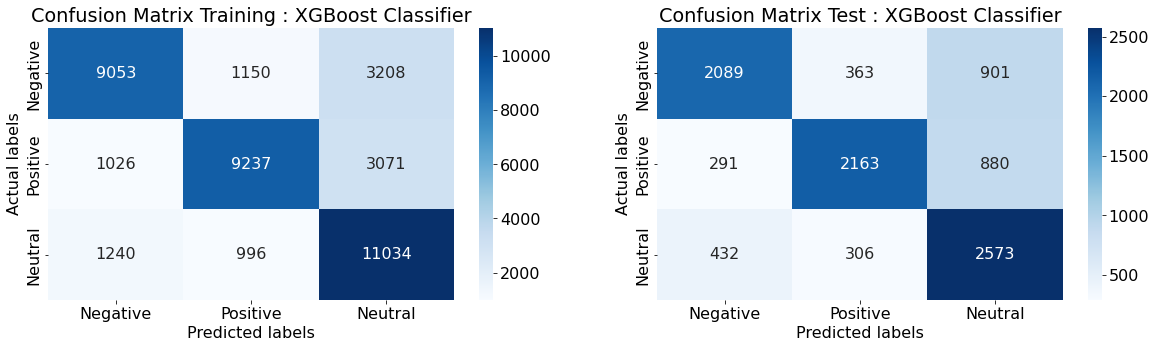 Confusion Matrix Training : XGBoost Classifier
Actual labels
Negative
Positive
Neutral
9053 1150 3208
1026 9237 3071
1240 996 11034
Negative Positive Neutral
Predicted labels
10000
8000
6000
4000
2000
Confusion Matrix Test : XGBoost Classifier
Actual labels
Negative
Positive
Neutral
2089 363 901
291 2163 880
432 306 2573
Negative Positive Neutral
Predicted labels
2500
2000
1500
1000
500